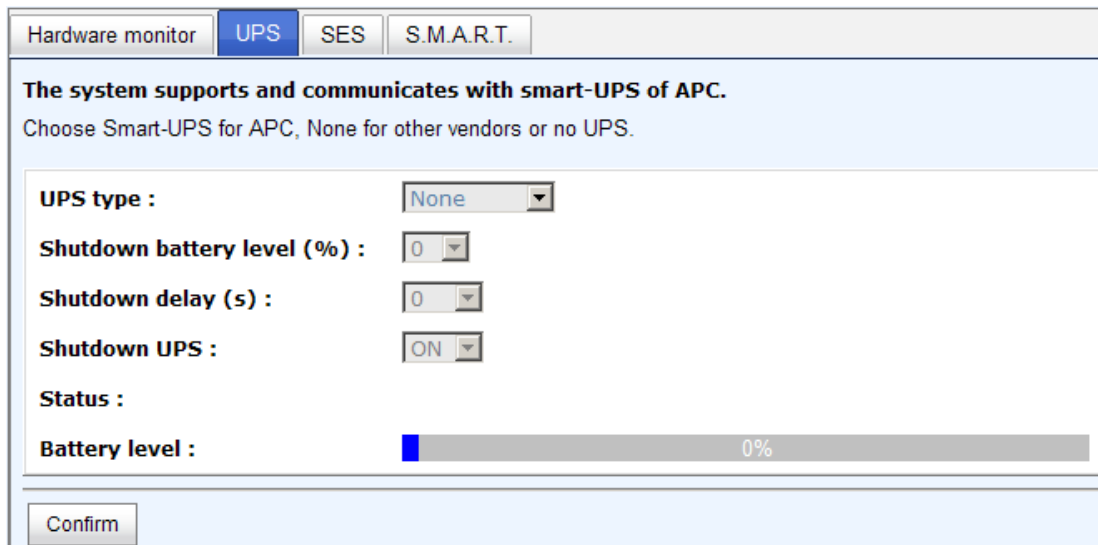 Hardware monitor UPS SES S.M.A.R.T.
The system supports and communicates with smart-UPS of APC.
Choose Smart-UPS for APC, None for other vendors or no UPS.
UPS type : None
Shutdown battery level (%) : 0
Shutdown delay (s) : 0
Shutdown UPS : ON
Status :
Battery level : 0%
Confirm